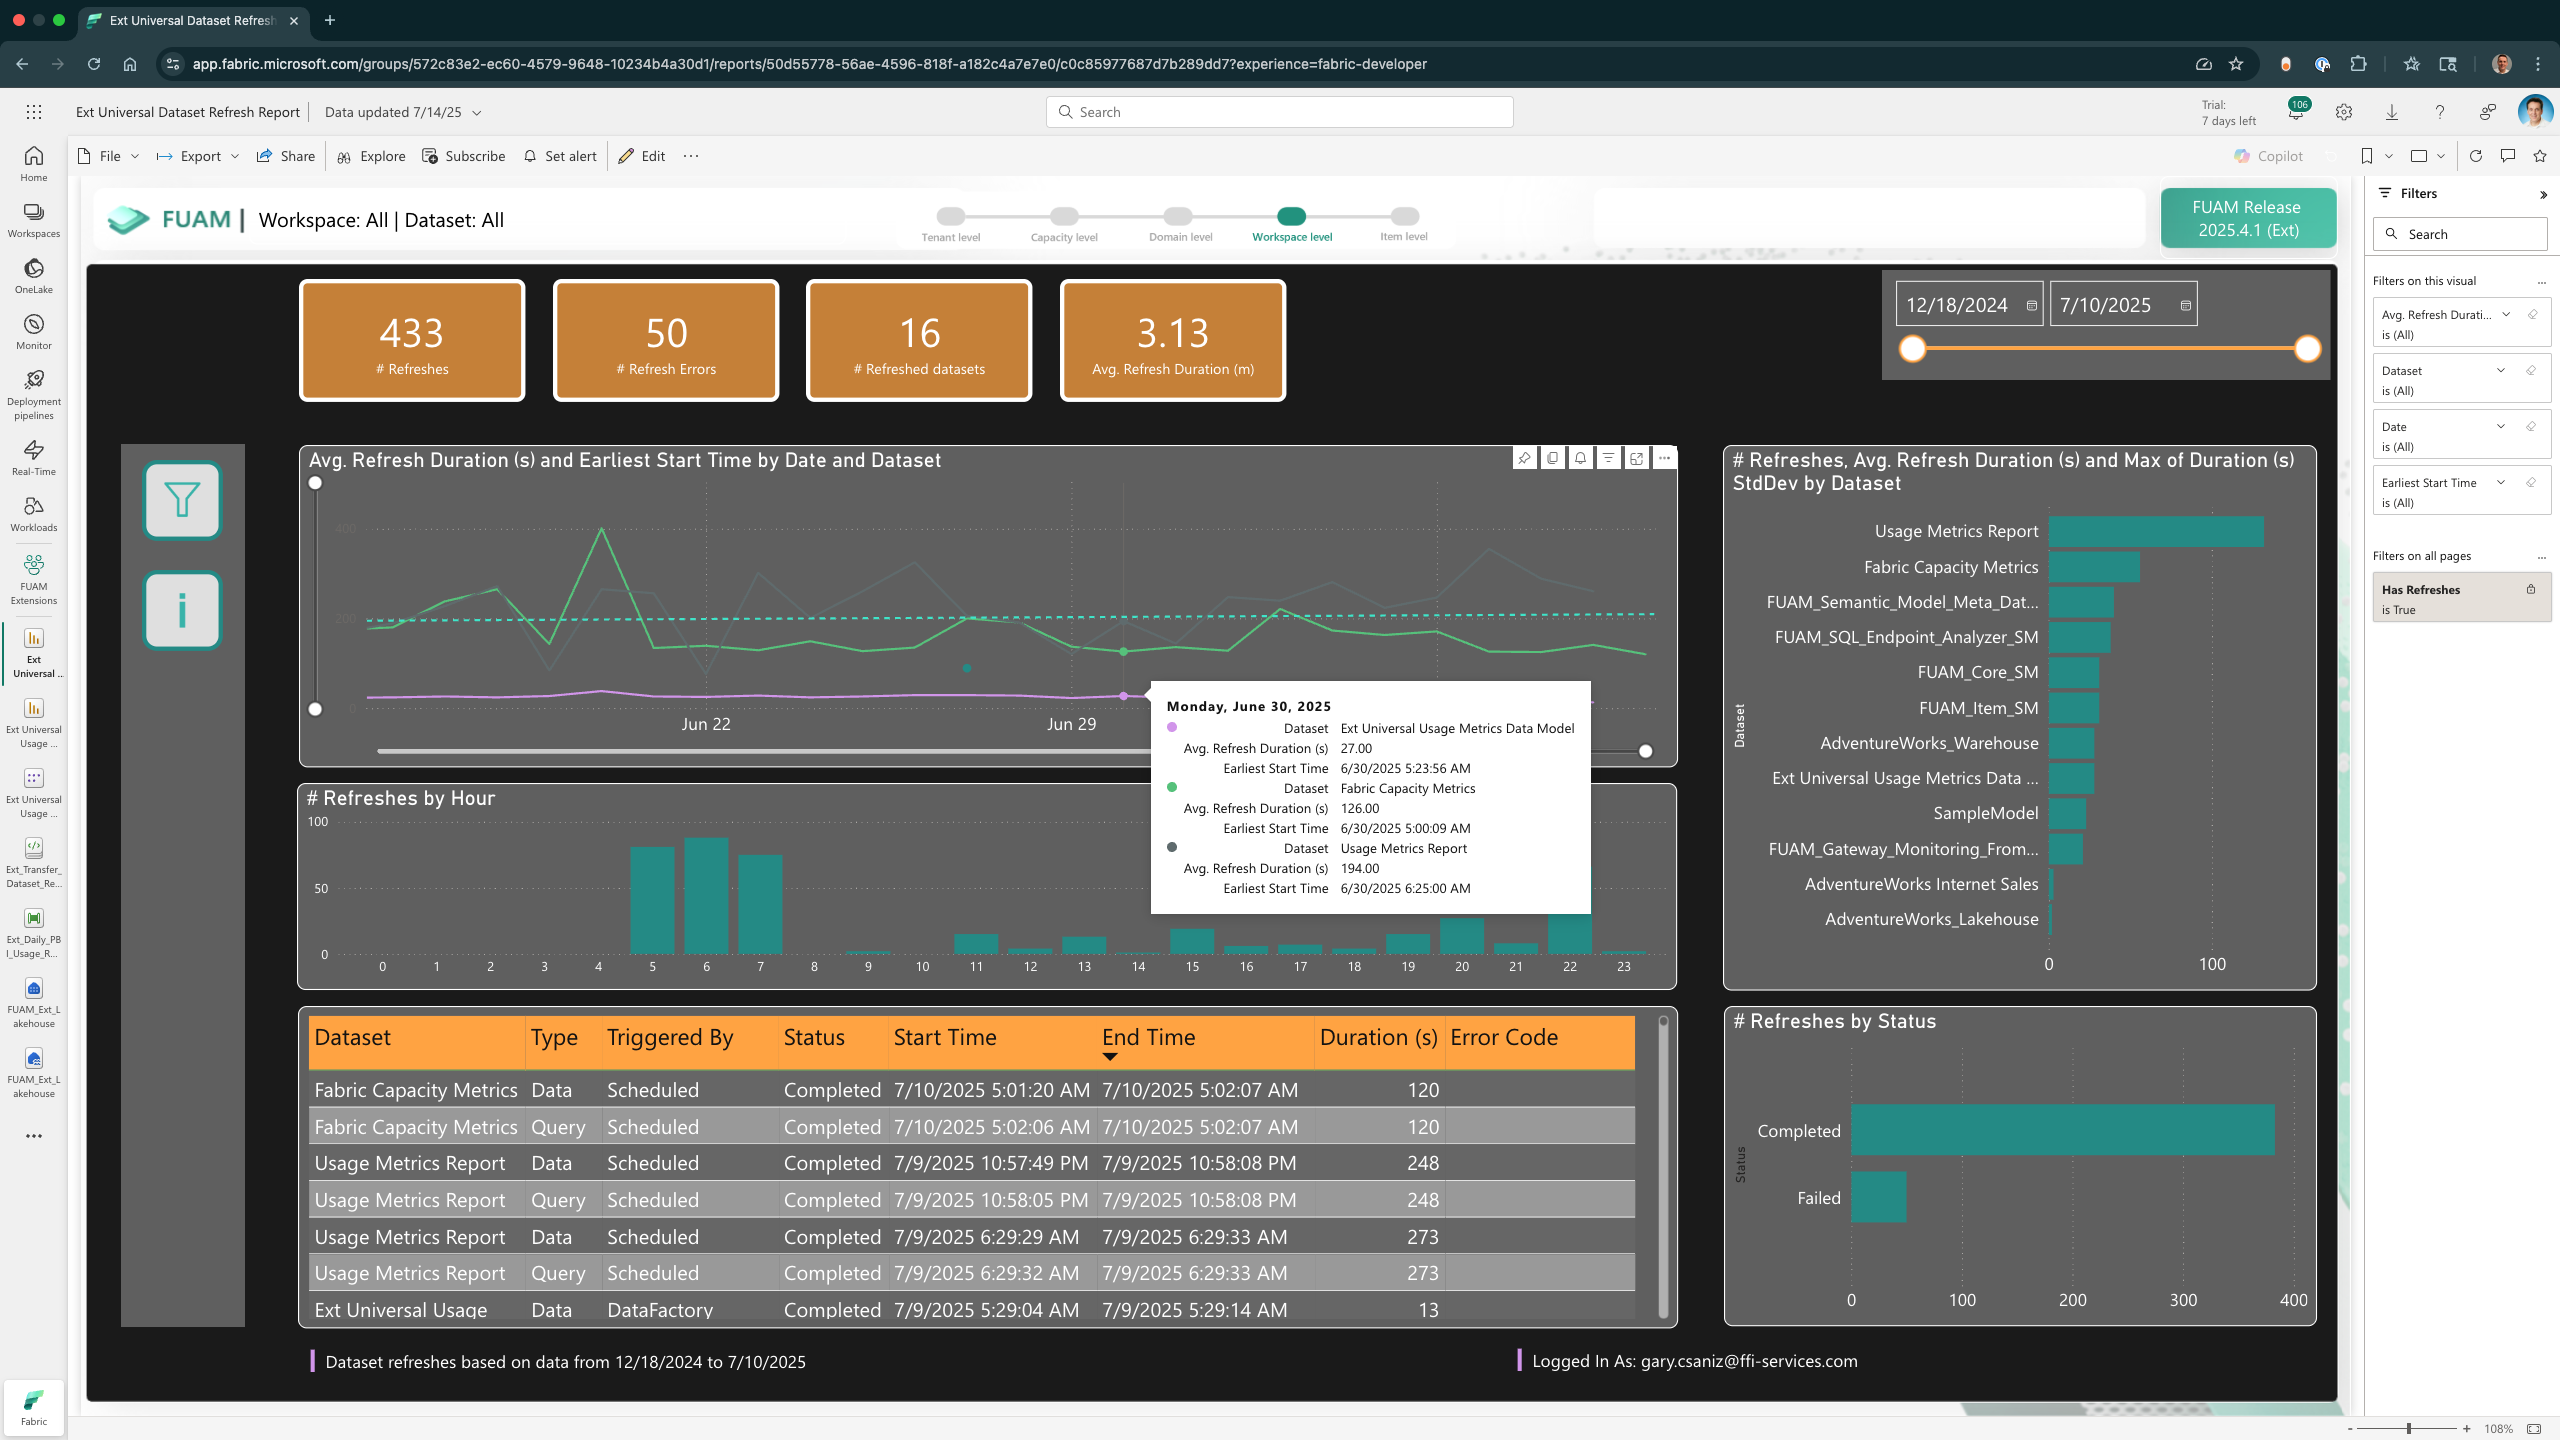 Ext Universal Dataset Refresh
app.fabric.microsoft.com/groups/572c83e2-ec60-4579-9648-10234b4a30d1/reports/50d55778-56ae-4596-818f-a182c4a7e7e0/c0c85977687d7b289dd7?experience=fabric-developer
Ext Universal Dataset Refresh Report
Data updated 7/14/25
Search
Trial:
7 days left
106
File
Export
Share
Explore
Subscribe
Set alert
Edit
Copilot
Home
Workspaces
OneLake
Monitor
Deployment
pipelines
Real-Time
Workloads
FUAM
Extensions
Ext
Universal ...
Ext Universal
Usage ...
Ext Universal
Usage ...
Ext_Transfer_
Dataset_Re...
Ext_Daily_PB
I_Usage_R...
FUAM_Ext_L
akehouse
FUAM_Ext_L
akehouse
Fabric
FUAM | Workspace: All | Dataset: All
Tenant level
Capacity level
Domain level
Workspace level
Item level
FUAM Release
2025.4.1 (Ext)
433
# Refreshes
50
# Refresh Errors
16
# Refreshed datasets
3.13
Avg. Refresh Duration (m)
12/18/2024
7/10/2025
Avg. Refresh Duration (s) and Earliest Start Time by Date and Dataset
400
200
0
Jun 22
Jun 29
Monday, June 30, 2025
Dataset Ext Universal Usage Metrics Data Model
Avg. Refresh Duration (s) 27.00
Earliest Start Time 6/30/2025 5:23:56 AM
Dataset Fabric Capacity Metrics
Avg. Refresh Duration (s) 126.00
Earliest Start Time 6/30/2025 5:00:09 AM
Dataset Usage Metrics Report
Avg. Refresh Duration (s) 194.00
Earliest Start Time 6/30/2025 6:25:00 AM
# Refreshes by Hour
100
50
0
0 1 2 3 4 5 6 7 8 9 10 11 12 13 14 15 16 17 18 19 20 21 22 23
Dataset Type Triggered By Status Start Time End Time Duration (s) Error Code
Fabric Capacity Metrics Data Scheduled Completed 7/10/2025 5:01:20 AM 7/10/2025 5:02:07 AM 120
Fabric Capacity Metrics Query Scheduled Completed 7/10/2025 5:02:06 AM 7/10/2025 5:02:07 AM 120
Usage Metrics Report Data Scheduled Completed 7/9/2025 10:57:49 PM 7/9/2025 10:58:08 PM 248
Usage Metrics Report Query Scheduled Completed 7/9/2025 10:58:05 PM 7/9/2025 10:58:08 PM 248
Usage Metrics Report Data Scheduled Completed 7/9/2025 6:29:29 AM 7/9/2025 6:29:33 AM 273
Usage Metrics Report Query Scheduled Completed 7/9/2025 6:29:32 AM 7/9/2025 6:29:33 AM 273
Ext Universal Usage Data DataFactory Completed 7/9/2025 5:29:04 AM 7/9/2025 5:29:14 AM 13
# Refreshes, Avg. Refresh Duration (s) and Max of Duration (s)
StdDev by Dataset
Dataset
Usage Metrics Report
Fabric Capacity Metrics
FUAM_Semantic_Model_Meta_Dat...
FUAM_SQL_Endpoint_Analyzer_SM
FUAM_Core_SM
FUAM_Item_SM
AdventureWorks_Warehouse
Ext Universal Usage Metrics Data ...
SampleModel
FUAM_Gateway_Monitoring_From...
AdventureWorks Internet Sales
AdventureWorks_Lakehouse
0 100
# Refreshes by Status
Status
Completed
Failed
0 100 200 300 400
Dataset refreshes based on data from 12/18/2024 to 7/10/2025
Logged In As: gary.csaniz@ffi-services.com
Filters
Search
Filters on this visual
Avg. Refresh Durati...
is (All)
Dataset
is (All)
Date
is (All)
Earliest Start Time
is (All)
Filters on all pages
Has Refreshes
is True
- + 108%